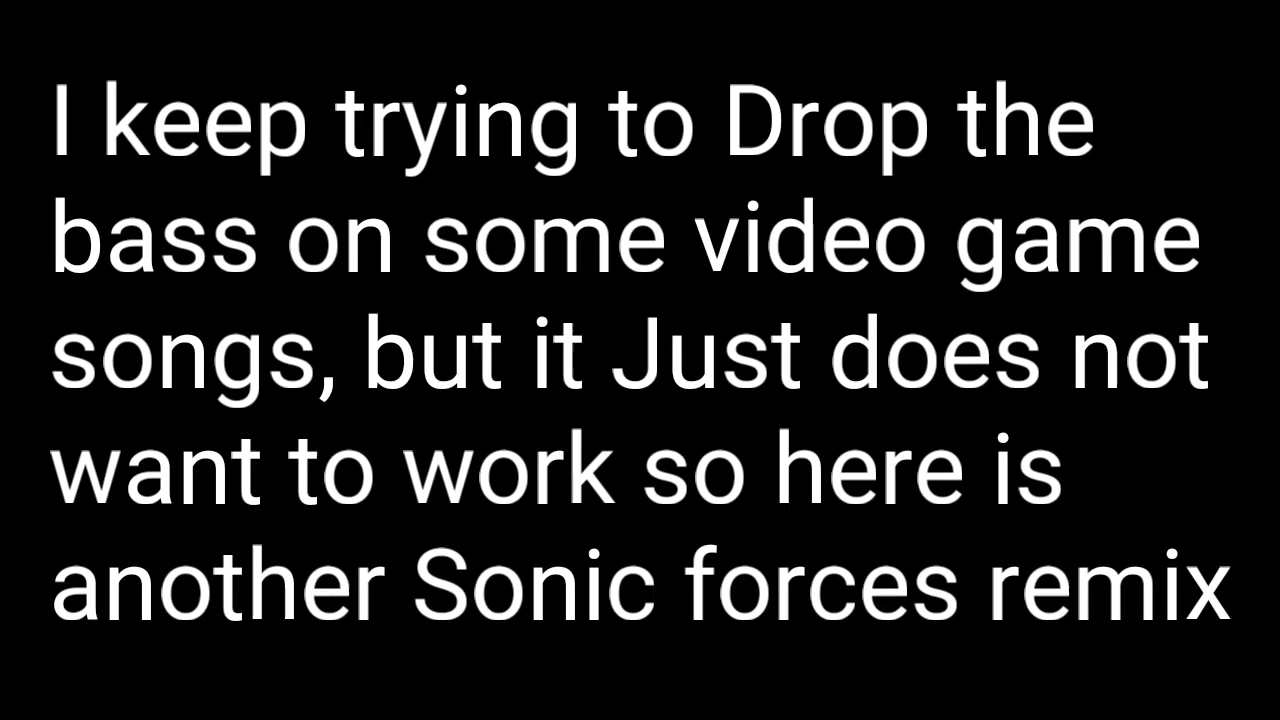 I keep trying to Drop the
bass on some video game
songs, but it Just does not
want to work so here is
another Sonic forces remix